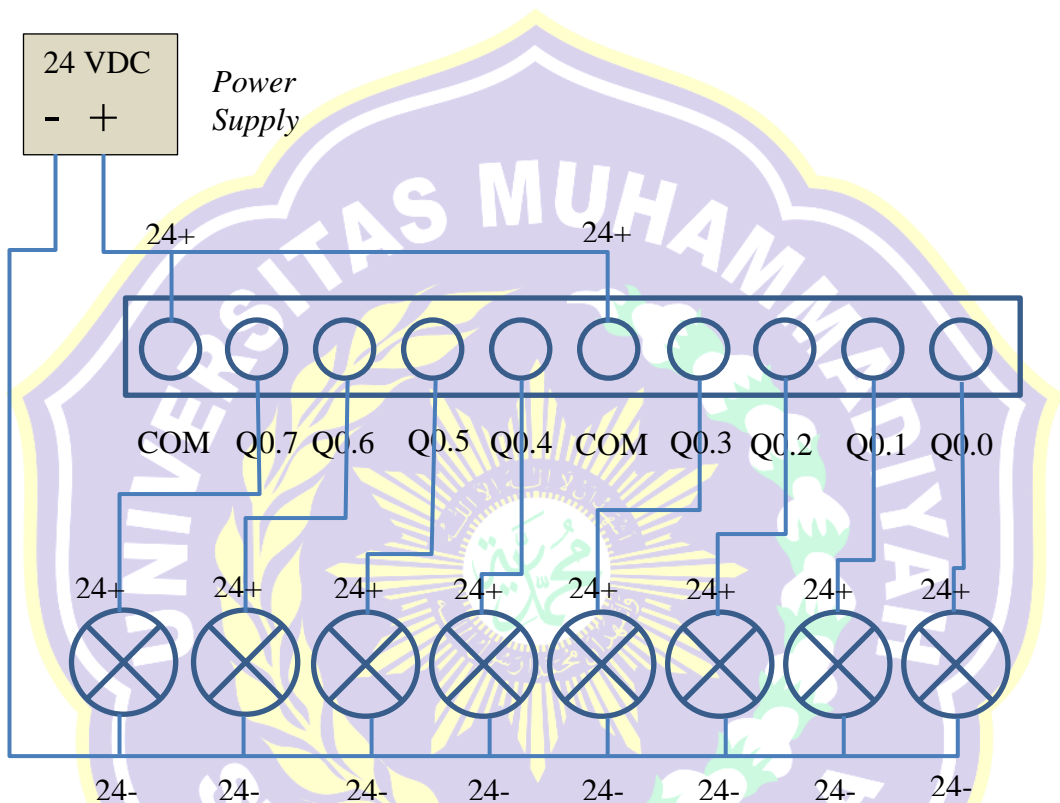 24 VDC
- +
Power
Supply
UNIVERSITAS MUHAMMADIYAH
24+ 24+
COM Q0.7 Q0.6 Q0.5 Q0.4 COM Q0.3 Q0.2 Q0.1 Q0.0
24+ 24+ 24+ 24+ 24+ 24+ 24+ 24+
24- 24- 24- 24- 24- 24- 24- 24-